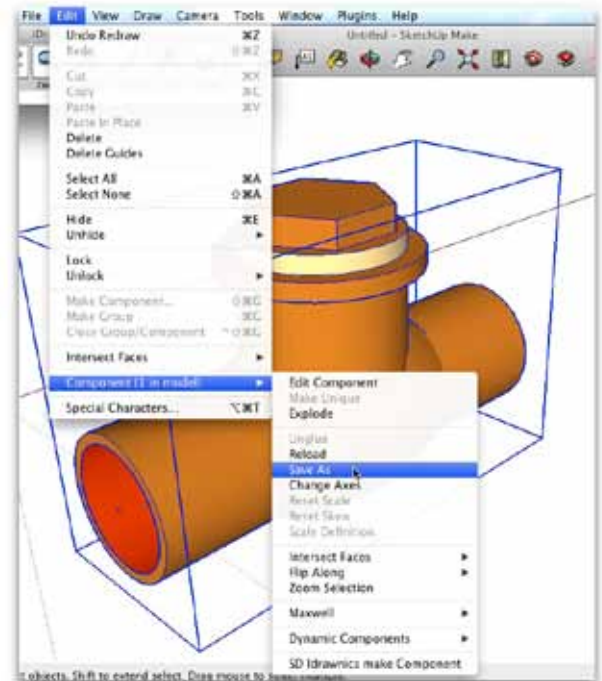 File Edit View Draw Camera Tools Window Plugins Help
Untitled - SketchUp Make
Undo Redraw ⌘Z
Redo ⇧⌘Z
Cut ⌘X
Copy ⌘C
Paste ⌘V
Paste In Place
Delete
Delete Guides
Select All ⌘A
Select None ⇧⌘A
Hide ⌘E
Unhide
Lock
Unlock
Make Component... ⇧⌘G
Make Group ⌘G
Close Group/Component ⌥⇧⌘G
Intersect Faces
Component (1 in model)
Special Characters... ⌥⌘T
Edit Component
Make Unique
Explode
Unglue
Reload
Save As
Change Axes
Reset Scale
Reset Skew
Scale Definition
Intersect Faces
Flip Along
Zoom Selection
Maxwell
Dynamic Components
SD Idrawnics make Component
t objects. Shift to extend select. Drag mouse to select